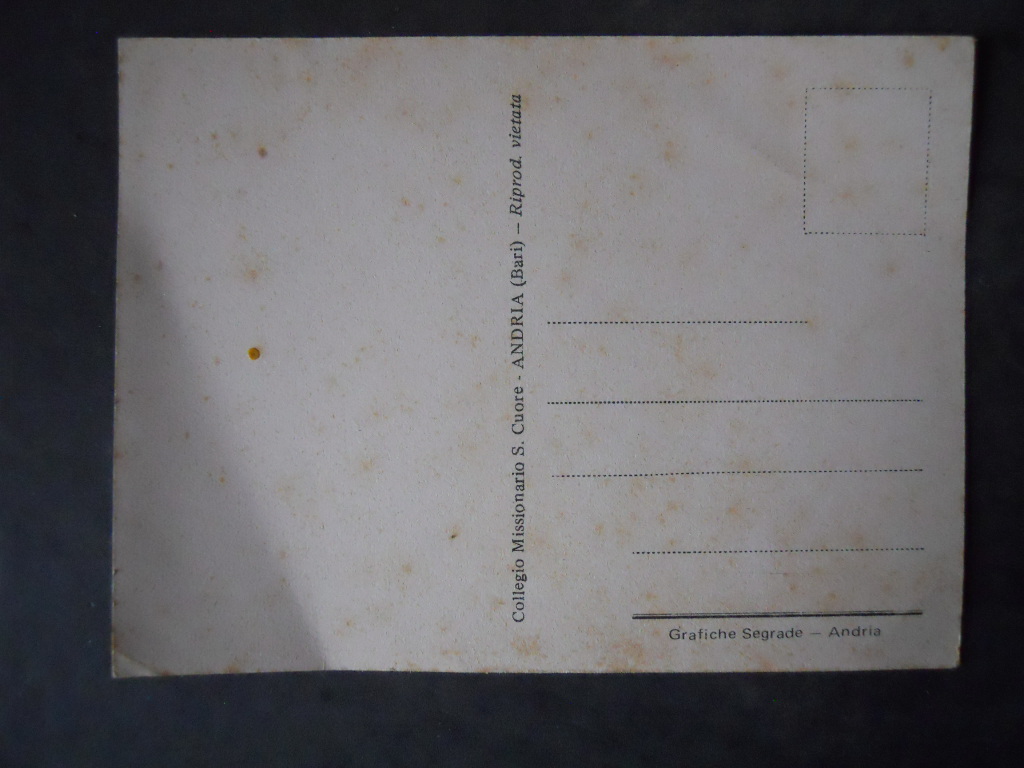 Collegio Missionario S. Cuore - ANDRIA (Bari) – Riprod. vietata
Grafiche Segrade – Andria